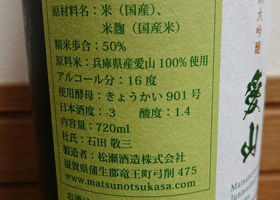 原材料名：米（国産）、
米麹（国産米）
精米歩合：50%
原料米：兵庫県産愛山100%使用
アルコール分：16度
使用酵母：きょうかい901号
日本酒度：-3　酸度：1.4
内容量：720ml
杜氏：石田 敬三
製造者：松瀬酒造株式会社
滋賀県蒲生郡竜王町弓削475
www.matsunotsukasa.com
大吟醸
愛山